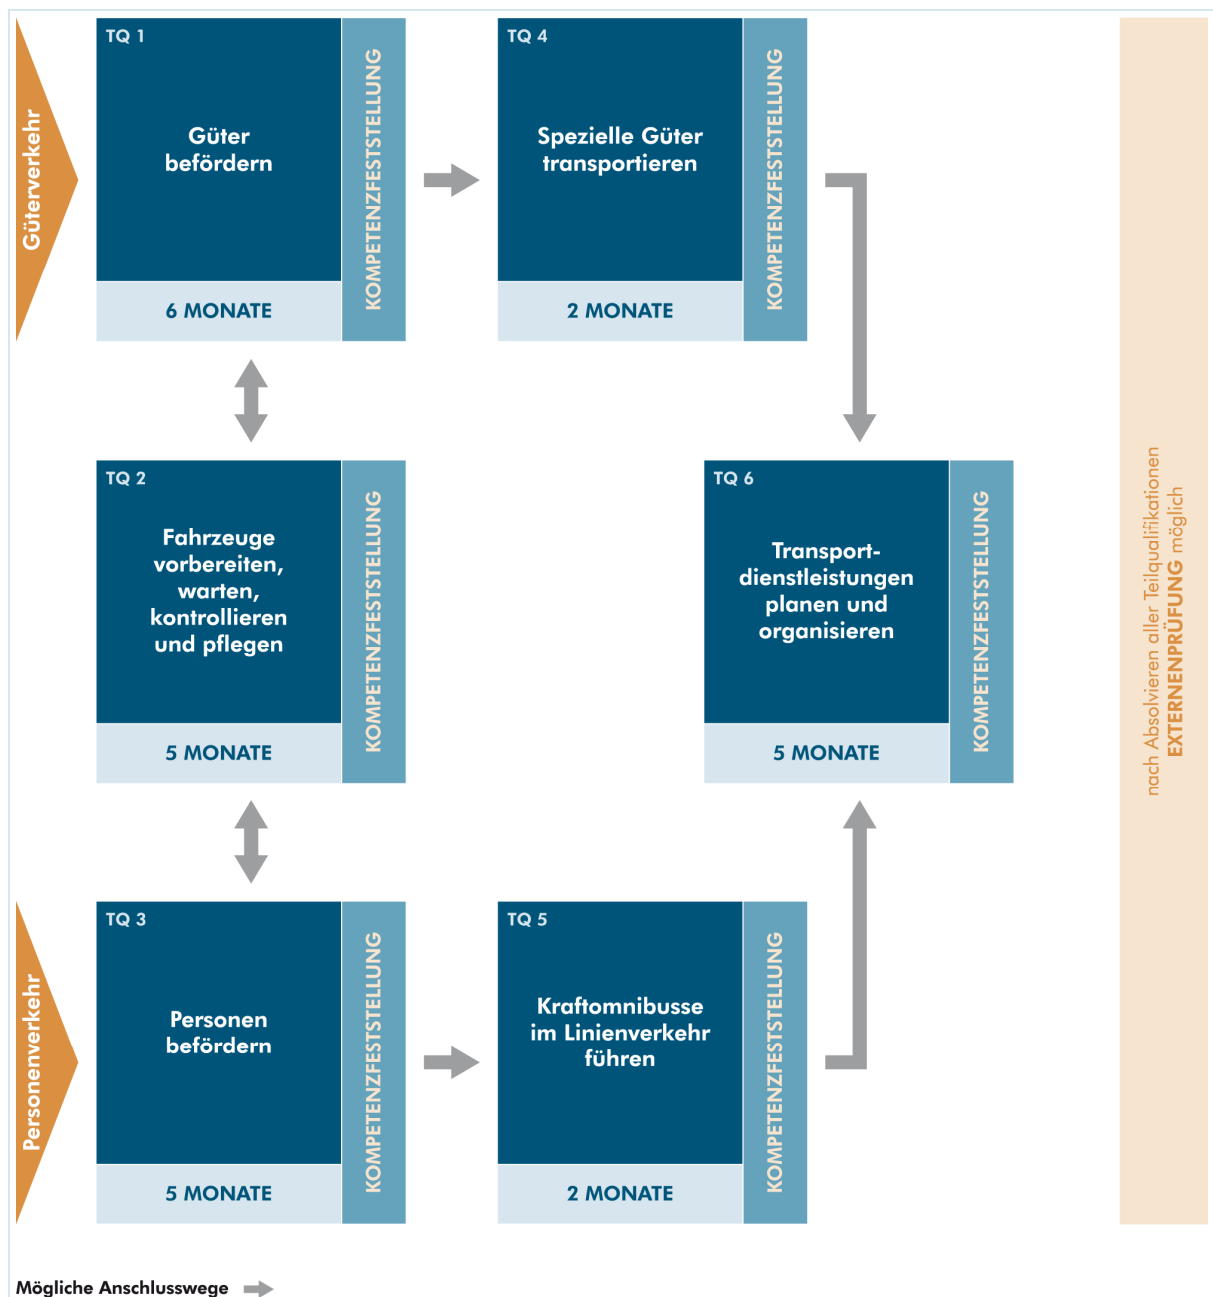 Güterverkehr
TQ 1
Güter
befördern
6 MONATE
KOMPETENZFESTSTELLUNG
TQ 4
Spezielle Güter
transportieren
2 MONATE
KOMPETENZFESTSTELLUNG
TQ 2
Fahrzeuge
vorbereiten,
warten,
kontrollieren
und pflegen
5 MONATE
KOMPETENZFESTSTELLUNG
TQ 6
Transport-
dienstleistungen
planen und
organisieren
5 MONATE
KOMPETENZFESTSTELLUNG
Personenverkehr
TQ 3
Personen
befördern
5 MONATE
KOMPETENZFESTSTELLUNG
TQ 5
Kraftomnibusse
im Linienverkehr
führen
2 MONATE
KOMPETENZFESTSTELLUNG
nach Absolvieren aller Teilqualifikationen
EXTERNENPRÜFUNG möglich
Mögliche Anschlusswege